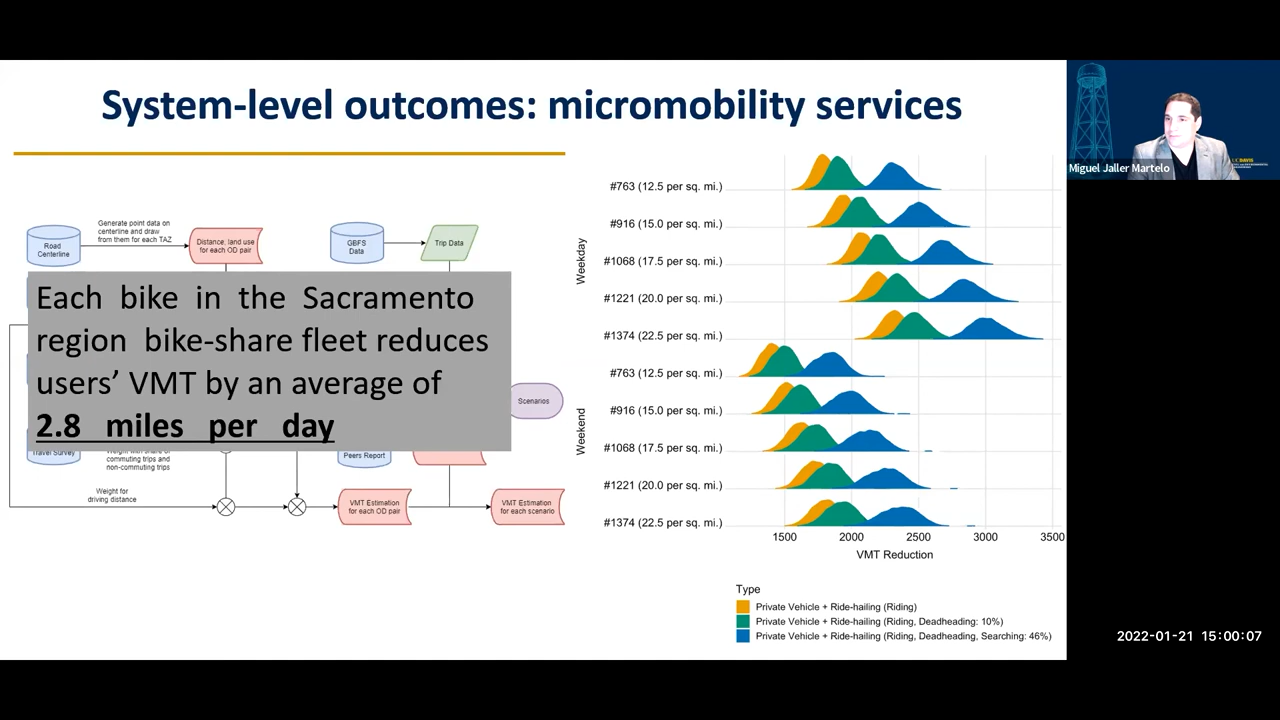 System-level outcomes: micromobility services
Miguel Jaller Martelo
UCDAVIS
Road
Centerline
Generate point data on
centerline and draw
from them for each TAZ
Distance, land use
for each OD pair
GBFS
Data
Trip Data
Each bike in the Sacramento
region bike-share fleet reduces
users’ VMT by an average of
2.8 miles per day
Scenarios
Travel Survey
commuting trips and
non-commuting trips
Peers Report
Weight for
driving distance
VMT Estimation
for each OD pair
VMT Estimation
for each scenario
Weekday
#763 (12.5 per sq. mi.)
#916 (15.0 per sq. mi.)
#1068 (17.5 per sq. mi.)
#1221 (20.0 per sq. mi.)
#1374 (22.5 per sq. mi.)
Weekend
#763 (12.5 per sq. mi.)
#916 (15.0 per sq. mi.)
#1068 (17.5 per sq. mi.)
#1221 (20.0 per sq. mi.)
#1374 (22.5 per sq. mi.)
1500 2000 2500 3000 3500
VMT Reduction
Type
Private Vehicle + Ride-hailing (Riding)
Private Vehicle + Ride-hailing (Riding, Deadheading: 10%)
Private Vehicle + Ride-hailing (Riding, Deadheading, Searching: 46%)
2022-01-21 15:00:07